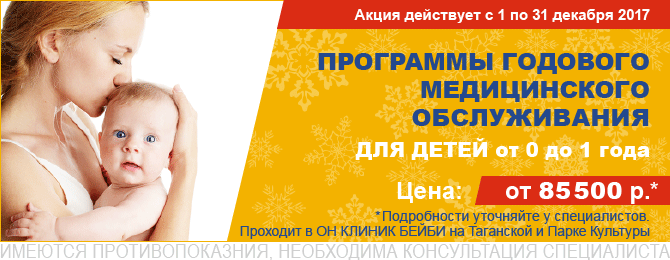 Акция действует с 1 по 31 декабря 2017
ПРОГРАММЫ ГОДОВОГО
МЕДИЦИНСКОГО
ОБСЛУЖИВАНИЯ
ДЛЯ ДЕТЕЙ от 0 до 1 года
Цена: от 85500 р.*
*Подробности уточняйте у специалистов.
Проходит в ОН КЛИНИК БЕЙБИ на Таганской и Парке Культуры
ИМЕЮТСЯ ПРОТИВОПОКАЗНИЯ, НЕОБХОДИМА КОНСУЛЬТАЦИЯ СПЕЦИАЛИСТА